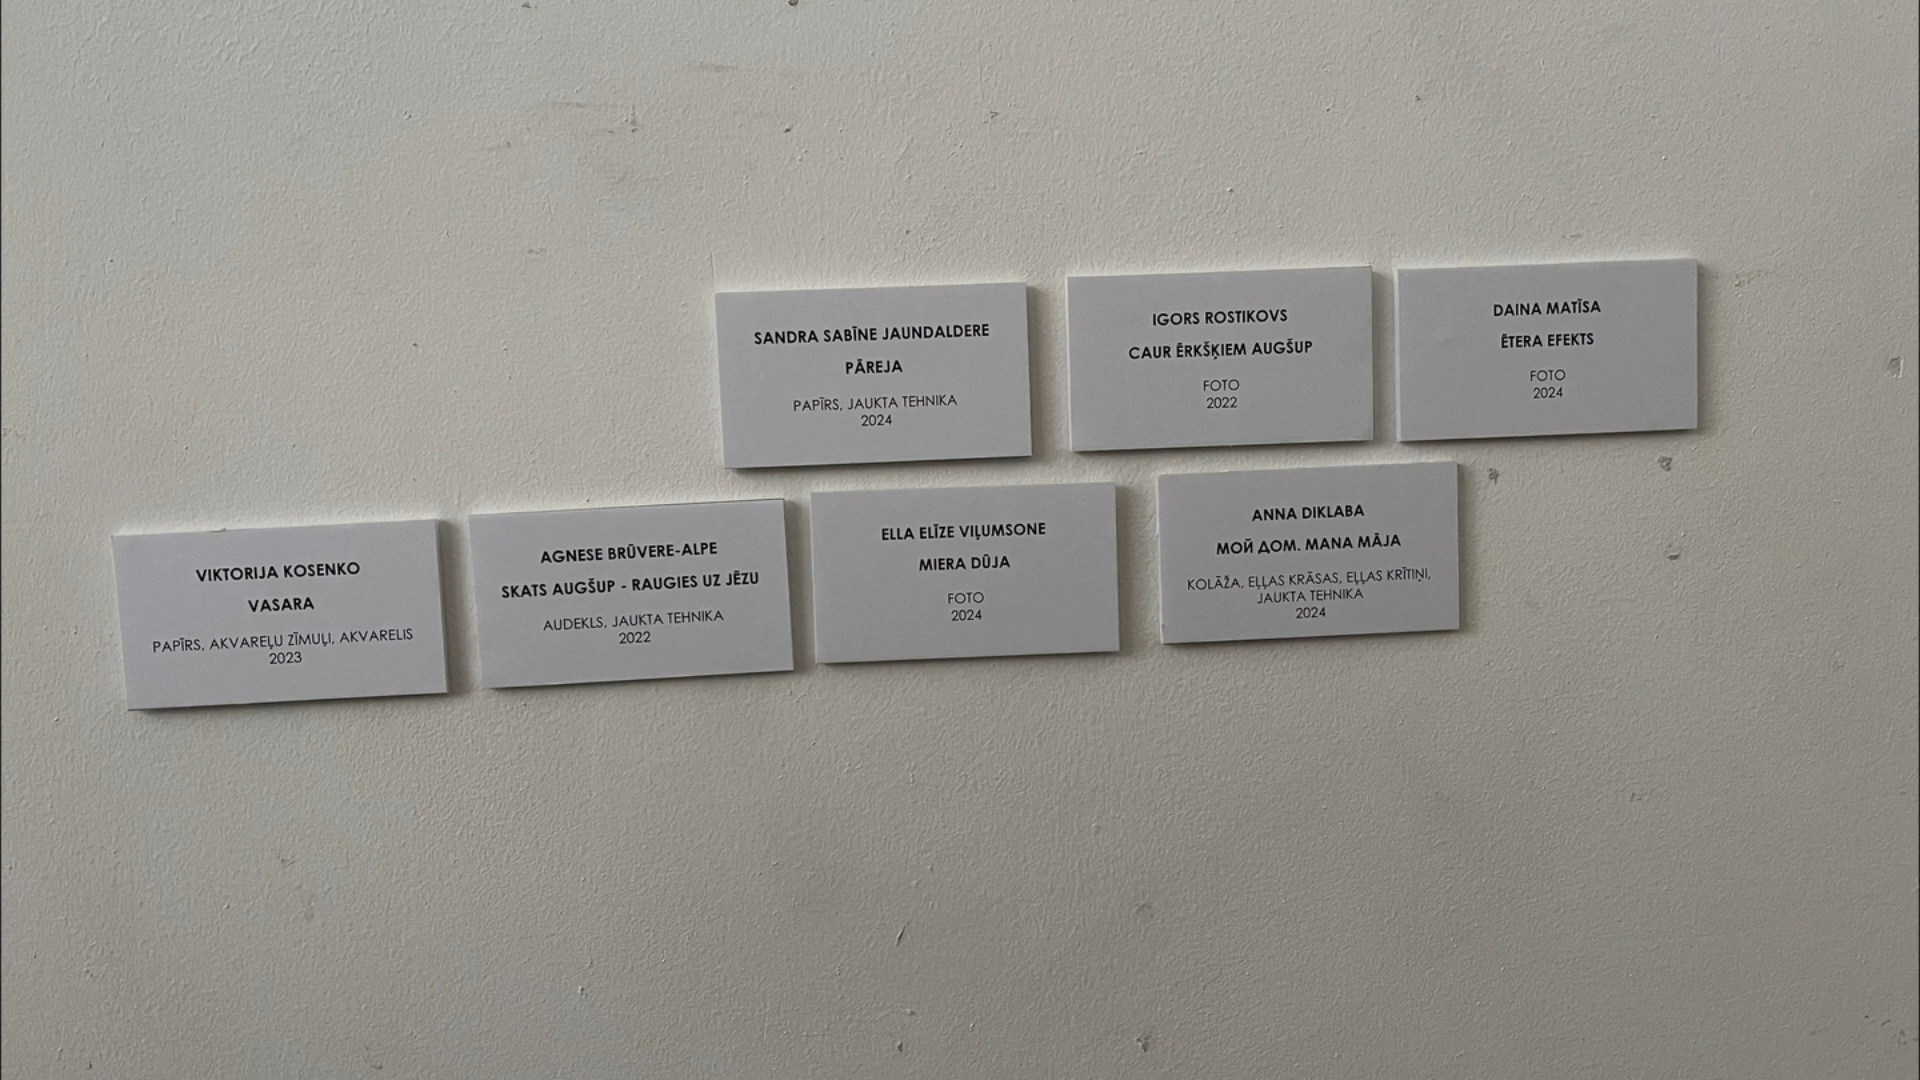 SANDRA SABĪNE JAUNDALDERE
PĀREJA
PAPĪRS, JAUKTA TEHNIKA
2024
IGORS ROSTIKOVS
CAUR ĒRKŠĶIEM AUGŠUP
FOTO
2022
DAINA MATĪSA
ĒTERA EFEKTS
FOTO
2024
VIKTORIJA KOSENKO
VASARA
PAPĪRS, AKVAREĻU ZĪMUĻI, AKVARELIS
2023
AGNESE BRŪVERE-ALPE
SKATS AUGŠUP - RAUGIES UZ JĒZU
AUDEKLS, JAUKTA TEHNIKA
2022
ELLA ELĪZE VIĻUMSONE
MIERA DŪJA
FOTO
2024
ANNA DIKLABA
МОЙ ДОМ. MANA MĀJA
KOLĀŽA, EĻĻAS KRĀSAS, EĻĻAS KRĪTIŅI,
JAUKTA TEHNIKA
2024